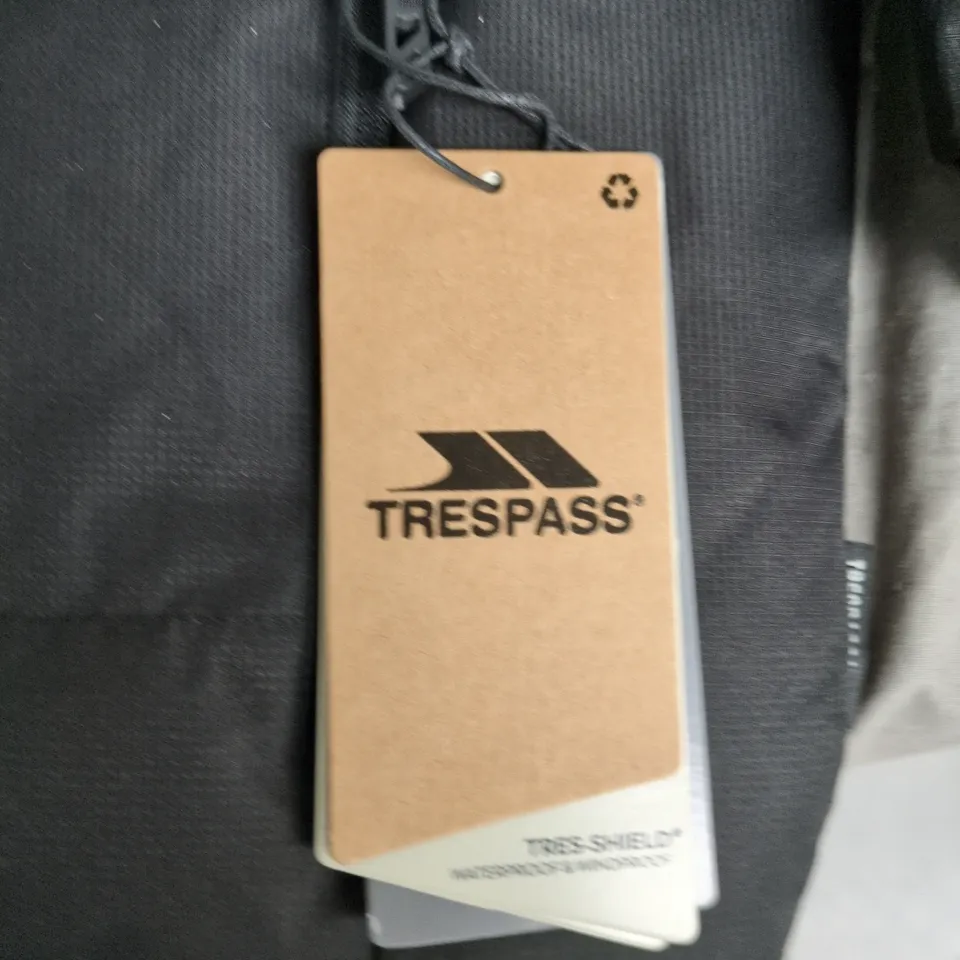 TRESPASS®
TRES-SHIELD®
WATERPROOF & WINDPROOF